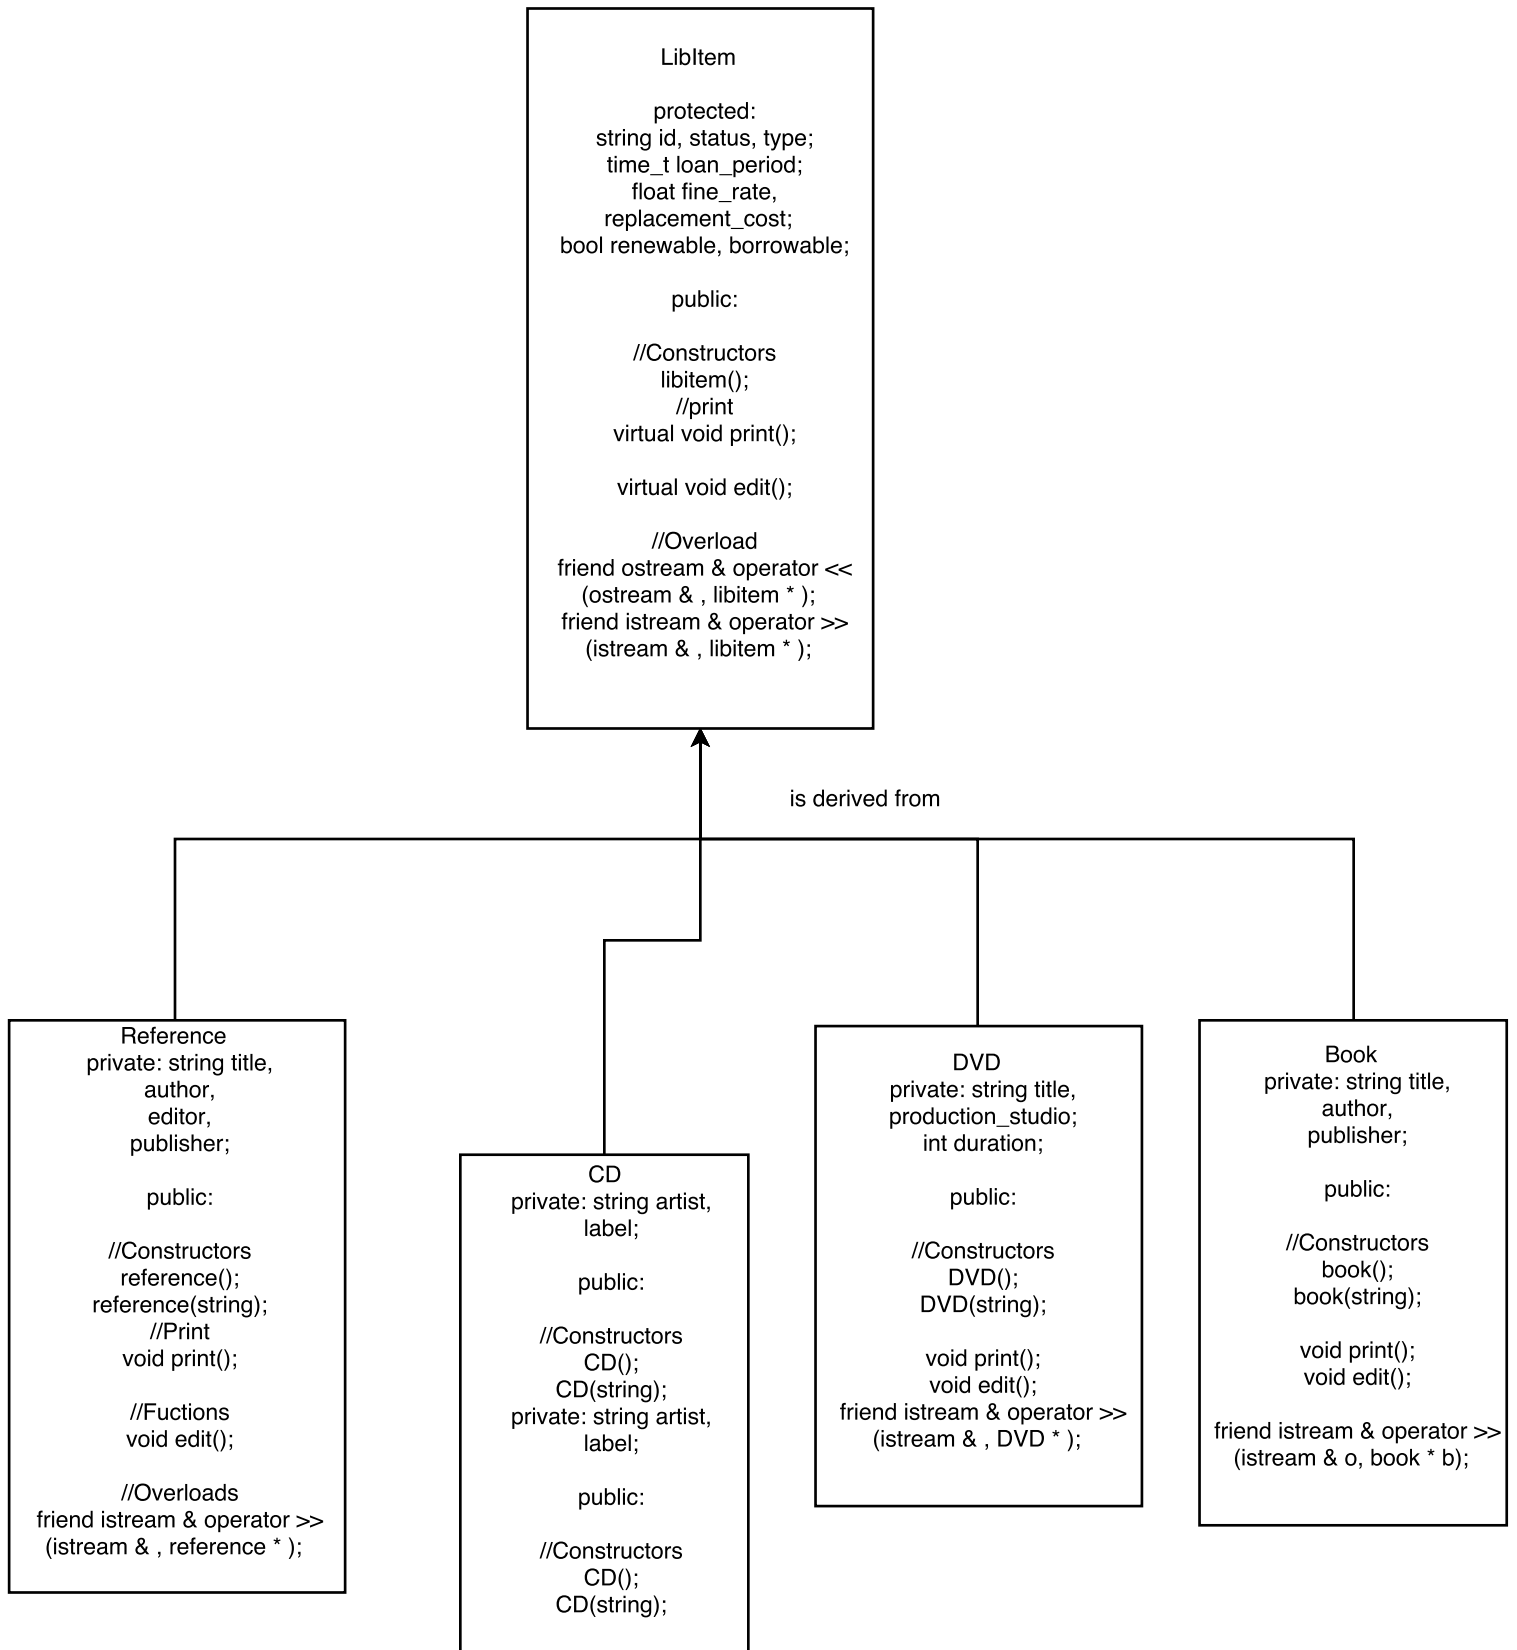 LibItem
protected:
string id, status, type;
time_t loan_period;
float fine_rate,
replacement_cost;
bool renewable, borrowable;
public:
//Constructors
libitem();
//print
virtual void print();
virtual void edit();
//Overload
friend ostream & operator <<
(ostream & , libitem * );
friend istream & operator >>
(istream & , libitem * );
is derived from
Reference
private: string title,
author,
editor,
publisher;
public:
//Constructors
reference();
reference(string);
//Print
void print();
//Fuctions
void edit();
//Overloads
friend istream & operator >>
(istream & , reference * );
CD
private: string artist,
label;
public:
//Constructors
CD();
CD(string);
private: string artist,
label;
public:
//Constructors
CD();
CD(string);
DVD
private: string title,
production_studio;
int duration;
public:
//Constructors
DVD();
DVD(string);
void print();
void edit();
friend istream & operator >>
(istream & , DVD * );
Book
private: string title,
author,
publisher;
public:
//Constructors
book();
book(string);
void print();
void edit();
friend istream & operator >>
(istream & o, book * b);